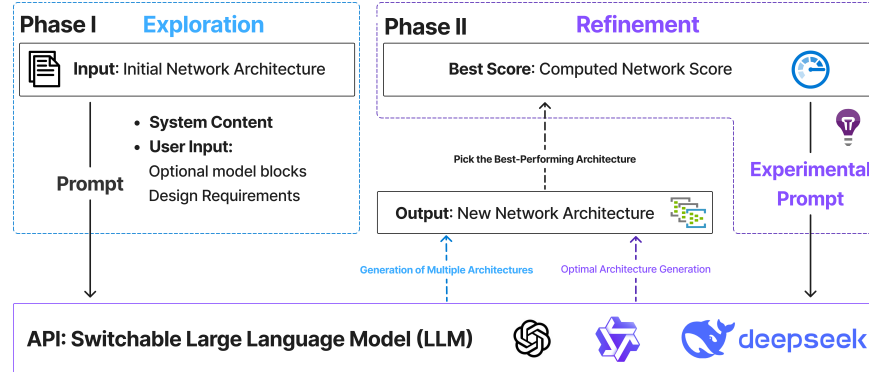 Phase I
Exploration
Input: Initial Network Architecture
System Content
User Input:
Optional model blocks
Design Requirements
Prompt
Phase II
Refinement
Best Score: Computed Network Score
Pick the Best-Performing Architecture
Experimental
Prompt
Output: New Network Architecture
Generation of Multiple Architectures
Optimal Architecture Generation
API: Switchable Large Language Model (LLM)
deepseek